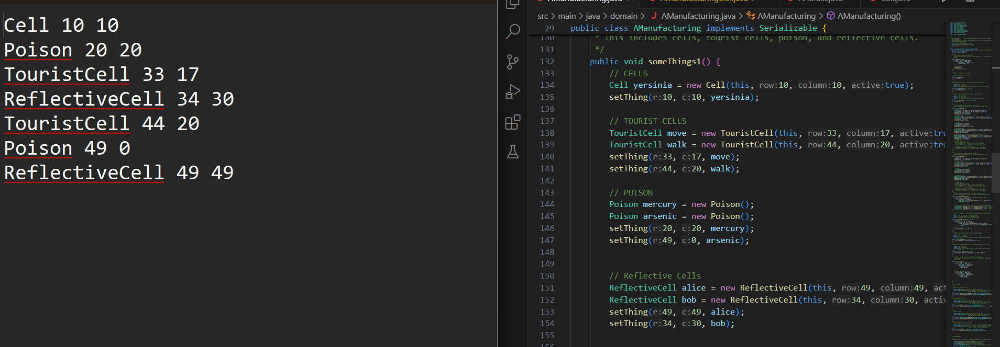 Cell 10 10
Poison 20 20
TouristCell 33 17
ReflectiveCell 34 30
TouristCell 44 20
Poison 49 0
ReflectiveCell 49 49
src > main > java > domain > J AManufacturing.java > AManufacturing > AManufacturing()
29 public class AManufacturing implements Serializable {
130 * This includes cells, tourist cells, poison, and reflective cells.
131 */
132 public void someThings1() {
133 // CELLS
134 Cell yersinia = new Cell(this, row:10, column:10, active:true);
135 setThing(r:10, c:10, yersinia);
136
137 // TOURIST CELLS
138 TouristCell move = new TouristCell(this, row:33, column:17, active:tru
139 TouristCell walk = new TouristCell(this, row:44, column:20, active:tru
140 setThing(r:33, c:17, move);
141 setThing(r:44, c:20, walk);
142
143 // POISON
144 Poison mercury = new Poison();
145 Poison arsenic = new Poison();
146 setThing(r:20, c:20, mercury);
147 setThing(r:49, c:0, arsenic);
148
149
150 // Reflective Cells
151 ReflectiveCell alice = new ReflectiveCell(this, row:49, column:49, act
152 ReflectiveCell bob = new ReflectiveCell(this, row:34, column:30, activ
153 setThing(r:49, c:49, alice);
154 setThing(r:34, c:30, bob);
155